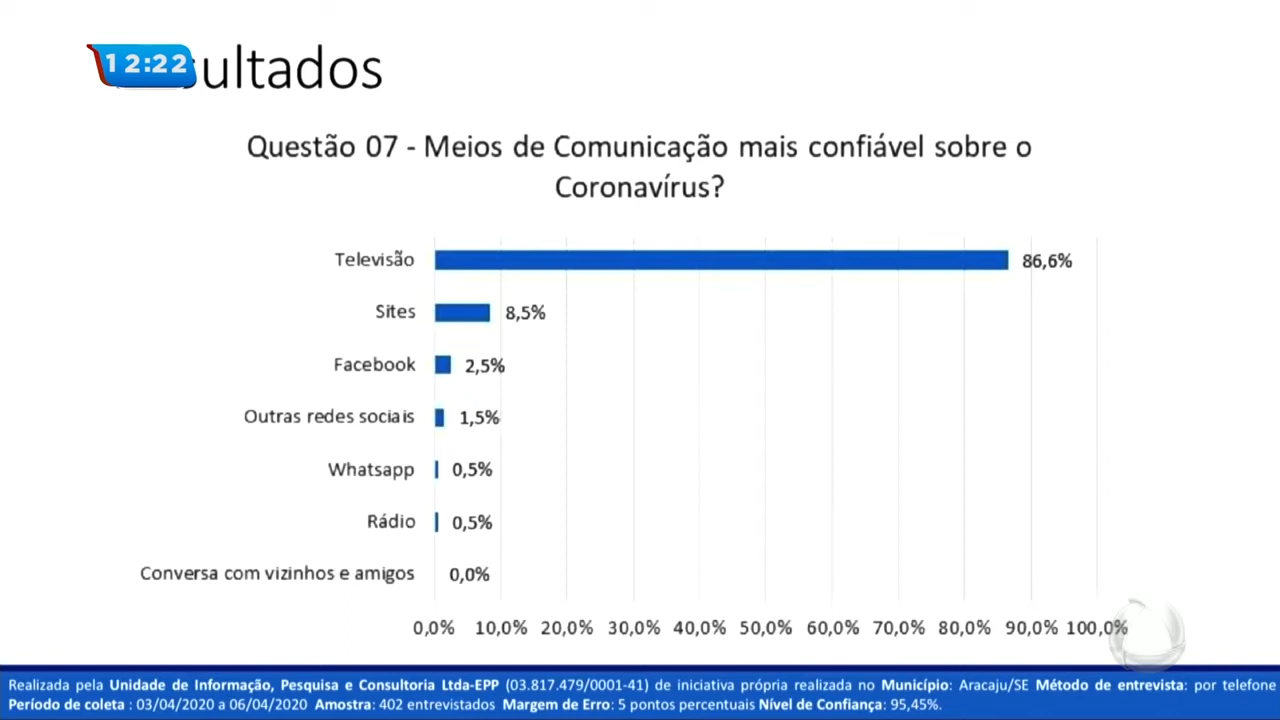 12:22
sultados
Questão 07 - Meios de Comunicação mais confiável sobre o
Coronavírus?
Televisão 86,6%
Sites 8,5%
Facebook 2,5%
Outras redes sociais 1,5%
Whatsapp 0,5%
Rádio 0,5%
Conversa com vizinhos e amigos 0,0%
0,0% 10,0% 20,0% 30,0% 40,0% 50,0% 60,0% 70,0% 80,0% 90,0% 100,0%
Realizada pela Unidade de Informação, Pesquisa e Consultoria Ltda-EPP (03.817.479/0001-41) de iniciativa própria realizada no Município: Aracaju/SE Método de entrevista: por telefone
Período de coleta : 03/04/2020 a 06/04/2020 Amostra: 402 entrevistados Margem de Erro: 5 pontos percentuais Nível de Confiança: 95,45%.